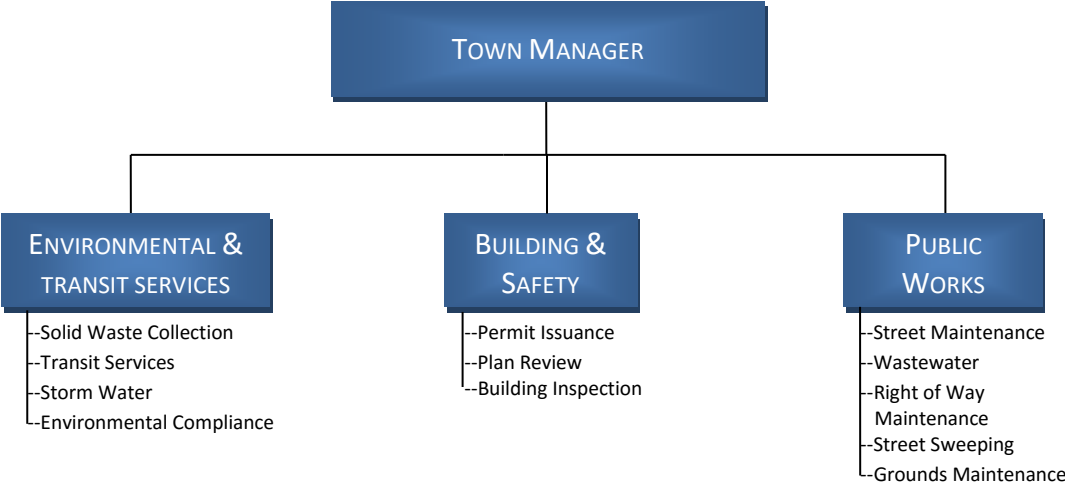 TOWN MANAGER
ENVIRONMENTAL &
TRANSIT SERVICES
--Solid Waste Collection
--Transit Services
--Storm Water
--Environmental Compliance
BUILDING &
SAFETY
--Permit Issuance
--Plan Review
--Building Inspection
PUBLIC
WORKS
--Street Maintenance
--Wastewater
--Right of Way
Maintenance
--Street Sweeping
--Grounds Maintenance